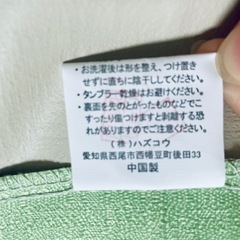 ・お洗濯後は形を整え、つけ置き
せずに直ちに陰干ししてください。
・タンブラー乾燥はお避けください。
・裏面を先のとがったものなどでひ
っかいたり傷つけますと剥離する恐
れがありますのでご注意ください。
(株)ハズコウ
愛知県西尾市西幡豆町後田33
中国製